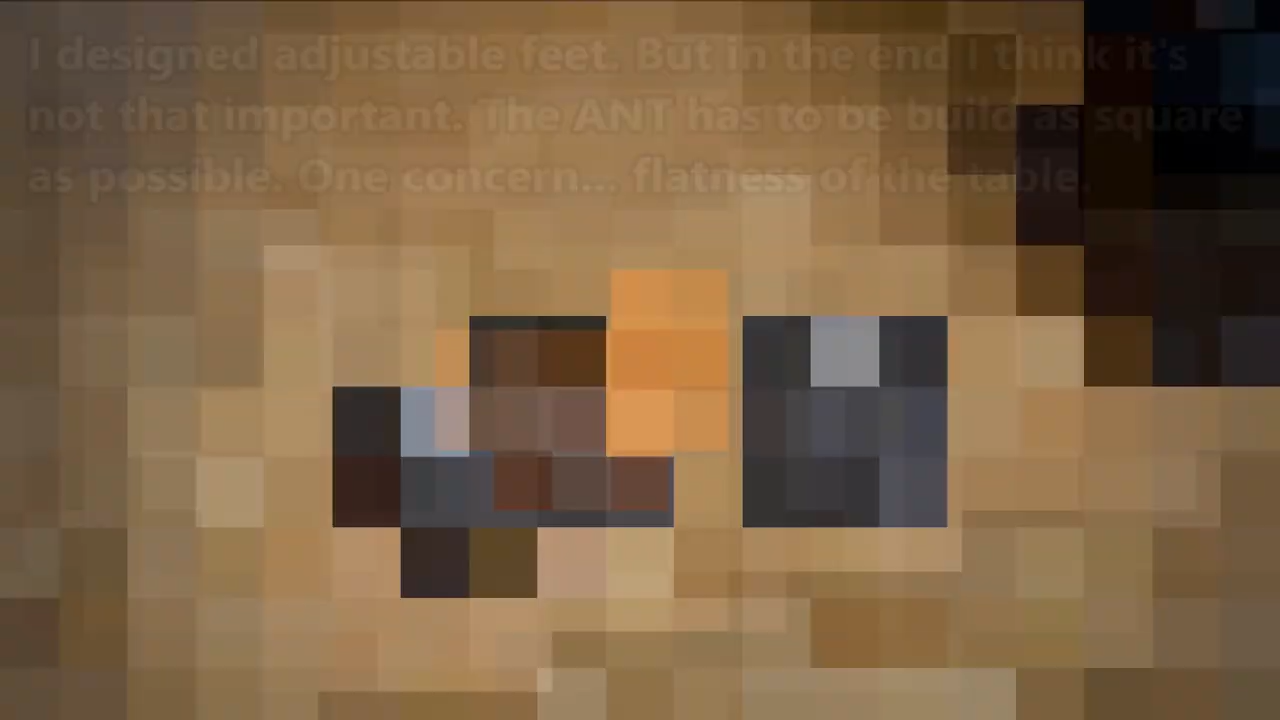 I designed adjustable feet. But in the end I think it's
not that important. The ANT has to be build as square
as possible. One concern... flatness of the table.